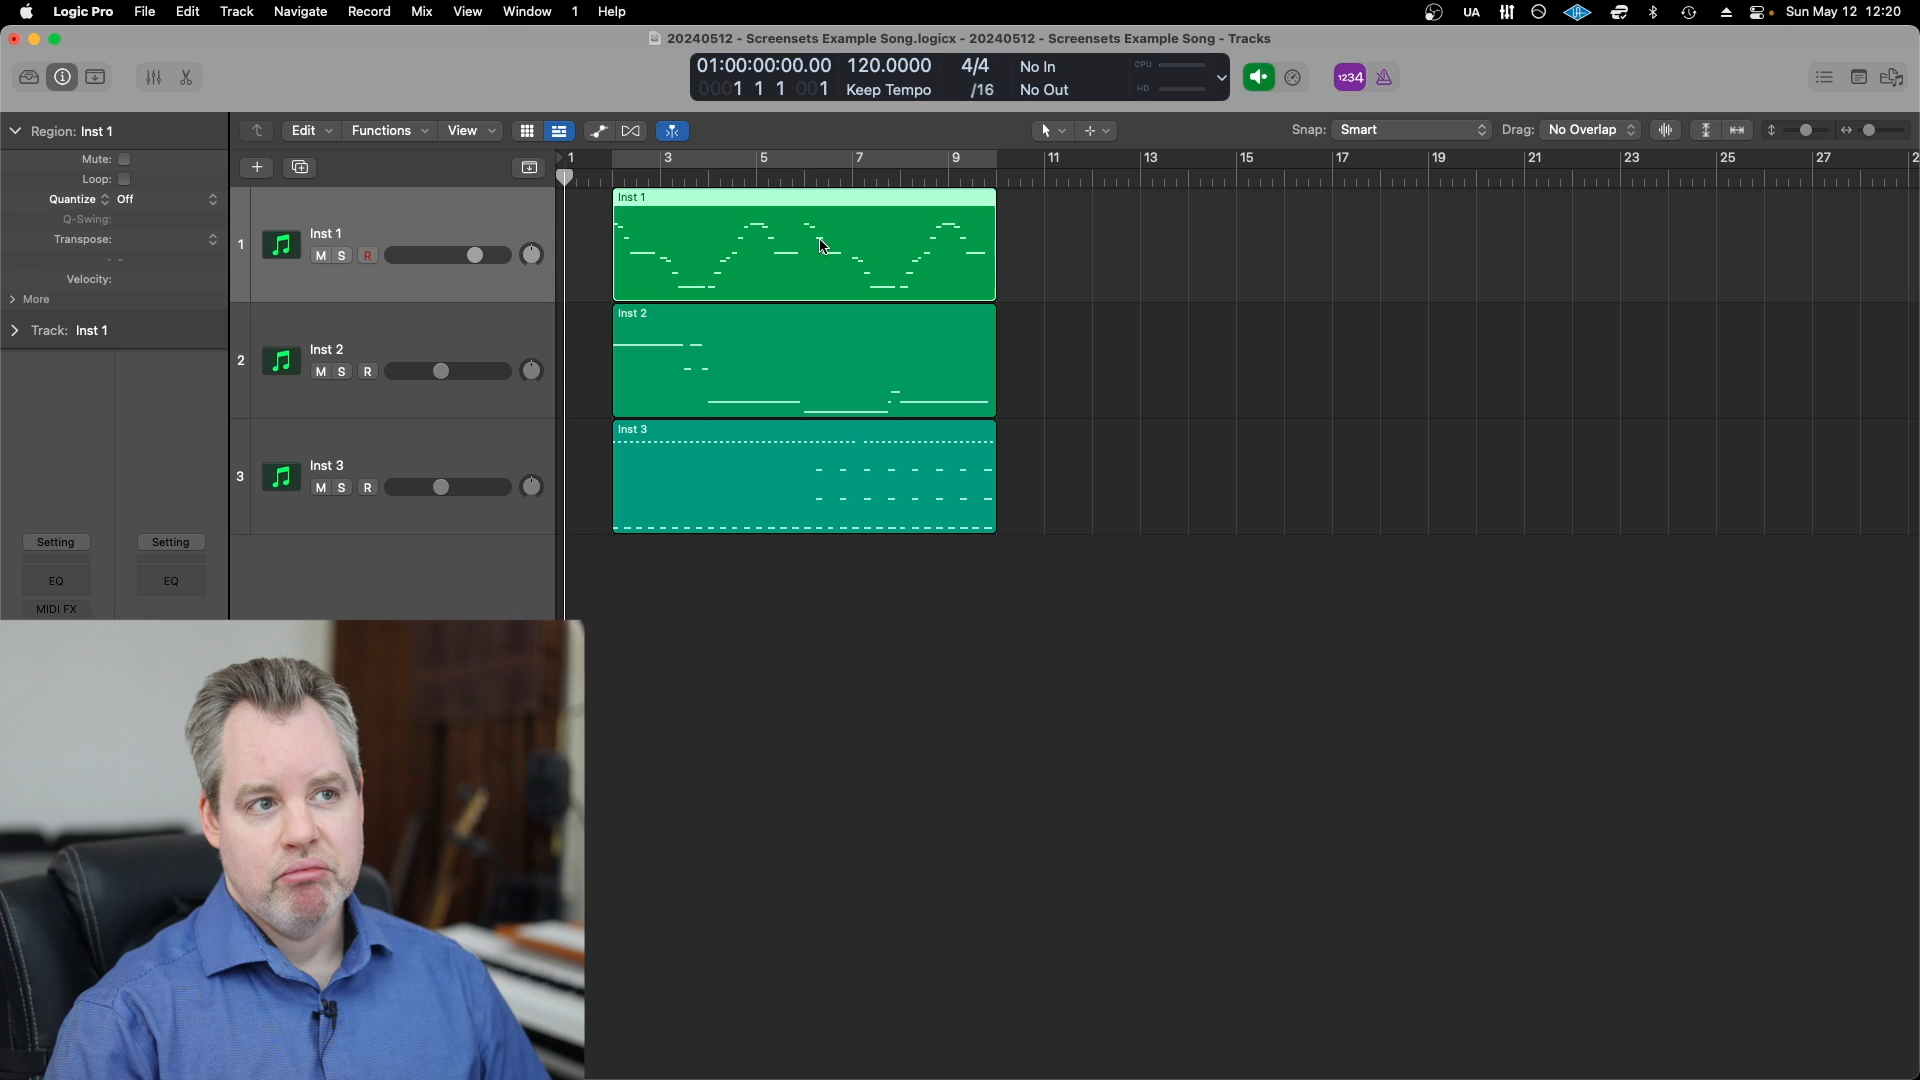 Logic Pro File Edit Track Navigate Record Mix View Window 1 Help UA Sun May 12 12:20
20240512 - Screensets Example Song.logicx - 20240512 - Screensets Example Song - Tracks
01:00:00:00.00 120.0000 4/4 No In CPU
0001 1 1 001 Keep Tempo /16 No Out HD
1234
Region: Inst 1
Edit Functions View Snap: Smart Drag: No Overlap
Mute:
Loop:
Quantize Off
Q-Swing:
Transpose:
- -
Velocity:
More
Track: Inst 1
1 3 5 7 9 11 13 15 17 19 21 23 25 27 2
Inst 1
1 Inst 1
M S R
Inst 2
2 Inst 2
M S R
Inst 3
3 Inst 3
M S R
Setting Setting
EQ EQ
MIDI FX